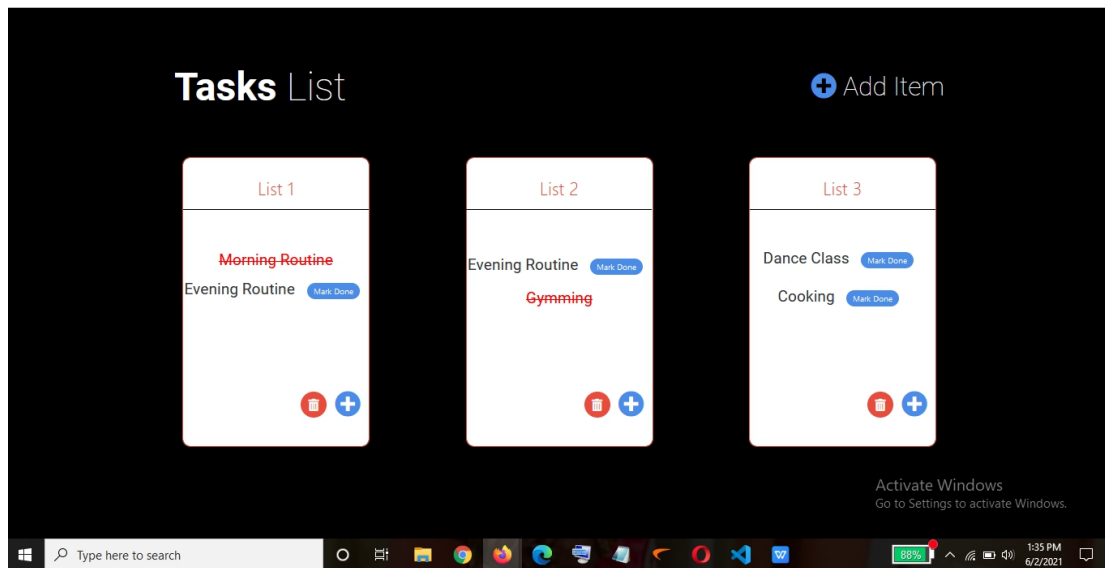 Tasks List
Add Item
List 1
Morning Routine
Evening Routine Mark Done
List 2
Evening Routine Mark Done
Gymming
List 3
Dance Class Mark Done
Cooking Mark Done
Activate Windows
Go to Settings to activate Windows.
Type here to search
88%
1:35 PM
6/2/2021